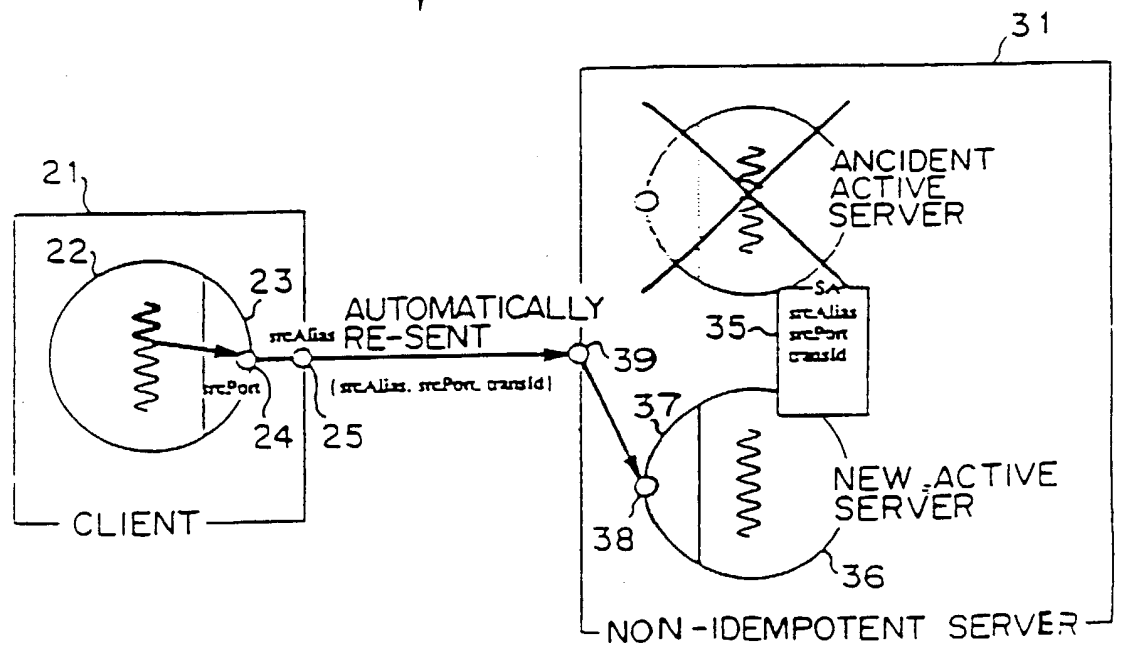 31
ANCIDENT
ACTIVE
SERVER
21
22
23
srcAlias
AUTOMATICALLY
RE-SENT
SA
srcAlias
srcPort
transId
35
39
srcPort
(srcAlias, srcPort, transId)
24
25
37
38
NEW-ACTIVE
SERVER
36
CLIENT
NON-IDEMPOTENT SERVER